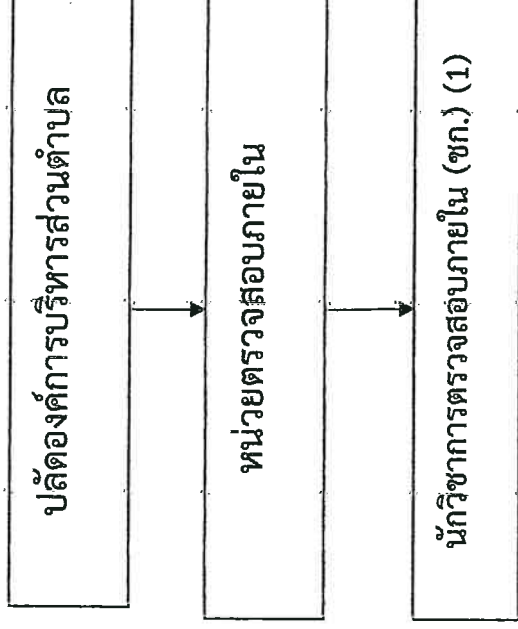 ปลัดองค์การบริหารส่วนตำบล
หน่วยตรวจสอบภายใน
นักวิชาการตรวจสอบภายใน (ชก.) (1)